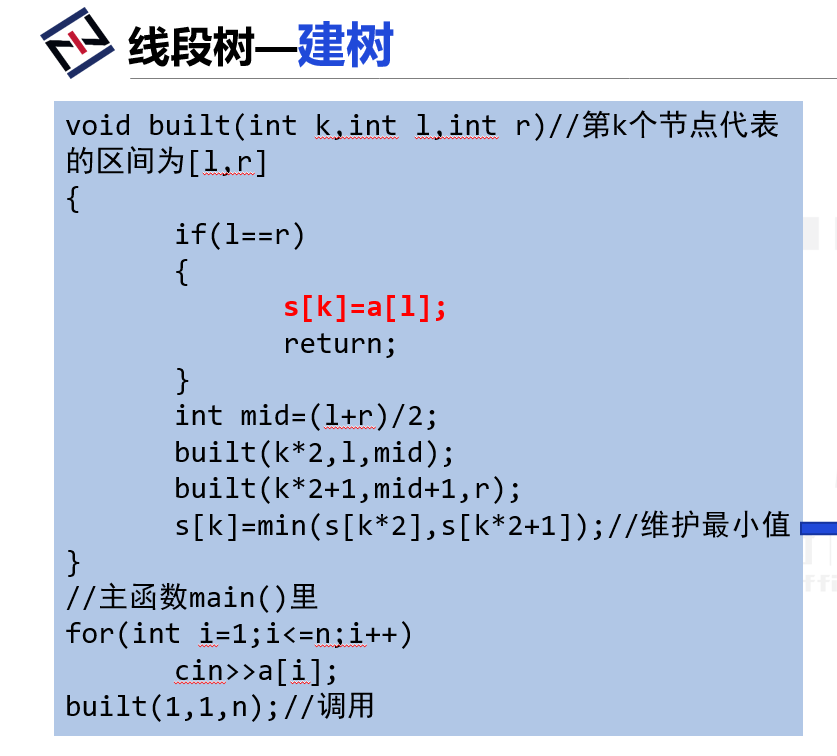 线段树—建树
void built(int k,int l,int r)//第k个节点代表
的区间为[l,r]
{
if(l==r)
{
s[k]=a[l];
return;
}
int mid=(l+r)/2;
built(k*2,l,mid);
built(k*2+1,mid+1,r);
s[k]=min(s[k*2],s[k*2+1]);//维护最小值
}
//主函数main()里
for(int i=1;i<=n;i++)
cin>>a[i];
built(1,1,n);//调用